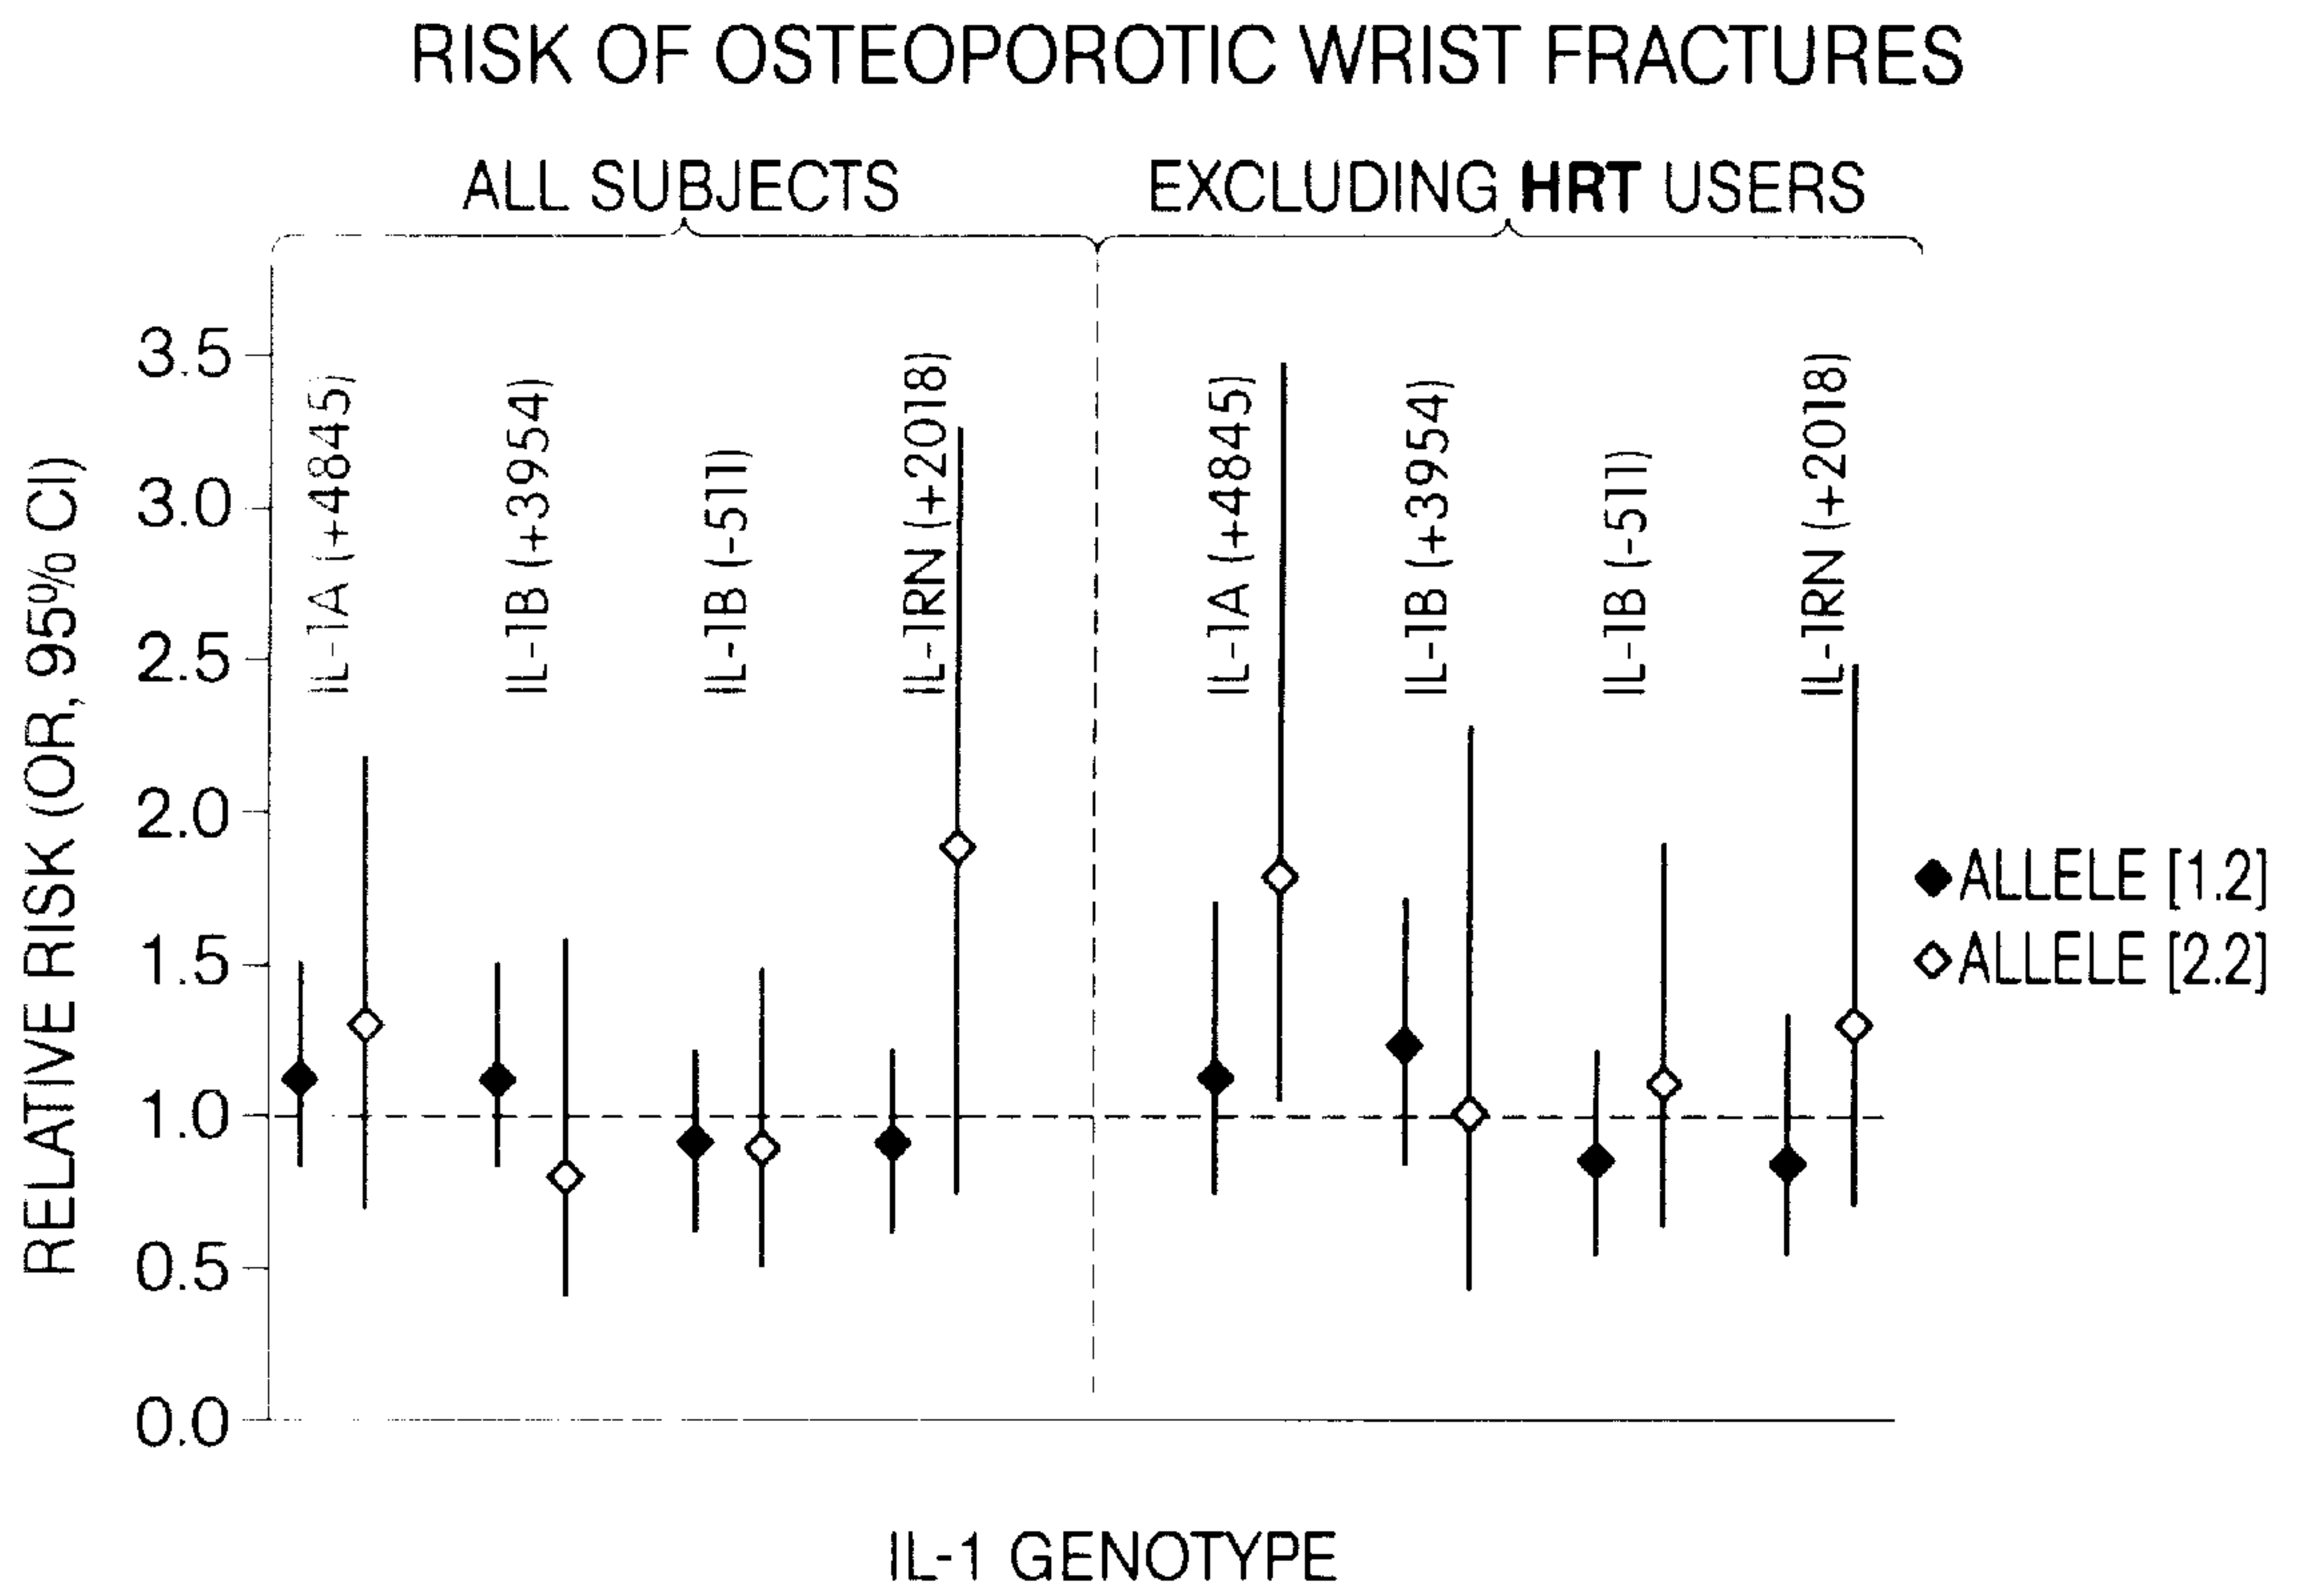 RISK OF OSTEOPOROTIC WRIST FRACTURES
ALL SUBJECTS
EXCLUDING HRT USERS
RELATIVE RISK (OR, 95% CI)
3.5
3.0
2.5
2.0
1.5
1.0
0.5
0.0
IL-1A (+4845)
IL-1B (+3954)
IL-1B (-511)
IL-1RN (+2018)
IL-1A (+4845)
IL-1B (+3954)
IL-1B (-511)
IL-1RN (+2018)
ALLELE [1.2]
ALLELE [2.2]
IL-1 GENOTYPE